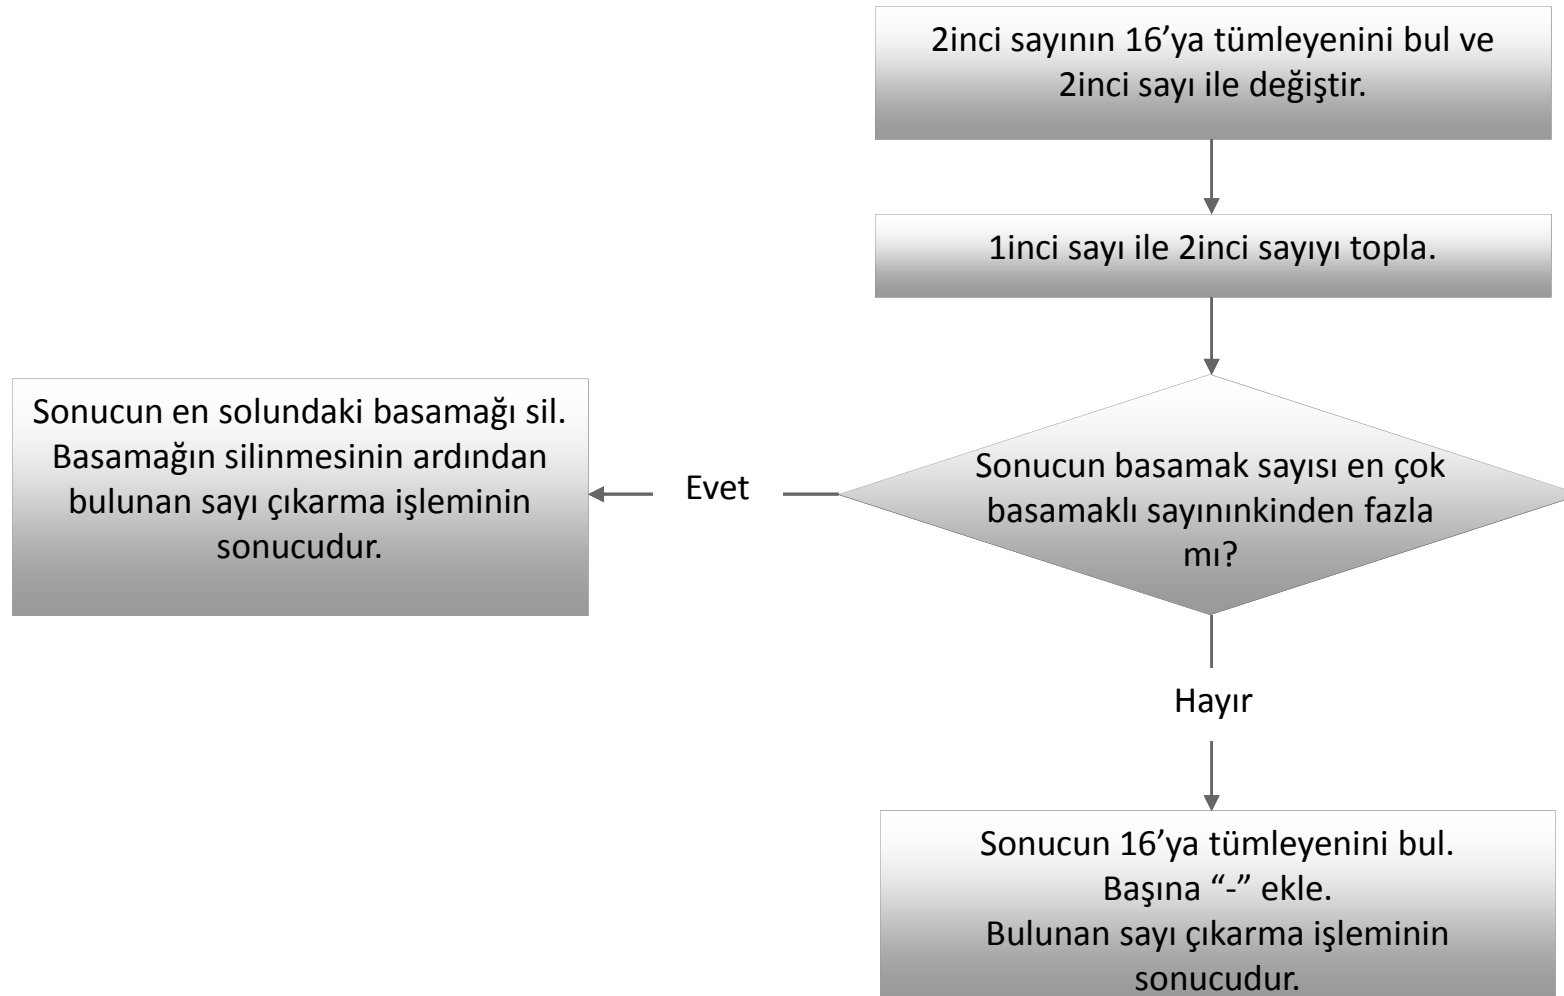 2inci sayının 16’ya tümleyenini bul ve
2inci sayı ile değiştir.
1inci sayı ile 2inci sayıyı topla.
Sonucun basamak sayısı en çok
basamaklı sayınınkinden fazla
mı?
Evet
Sonucun en solundaki basamağı sil.
Basamağın silinmesinin ardından
bulunan sayı çıkarma işleminin
sonucudur.
Hayır
Sonucun 16’ya tümleyenini bul.
Başına “-” ekle.
Bulunan sayı çıkarma işleminin
sonucudur.